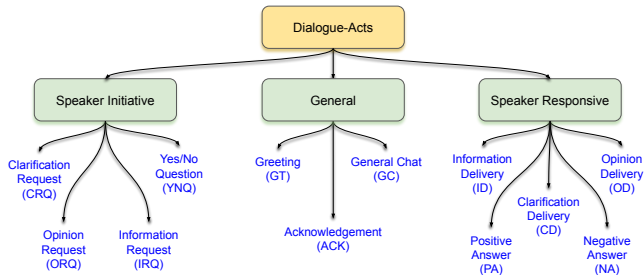 Dialogue-Acts
Speaker Initiative
General
Speaker Responsive
Clarification
Request
(CRQ)
Yes/No
Question
(YNQ)
Opinion
Request
(ORQ)
Information
Request
(IRQ)
Greeting
(GT)
General Chat
(GC)
Acknowledgement
(ACK)
Information
Delivery
(ID)
Opinion
Delivery
(OD)
Clarification
Delivery
(CD)
Positive
Answer
(PA)
Negative
Answer
(NA)